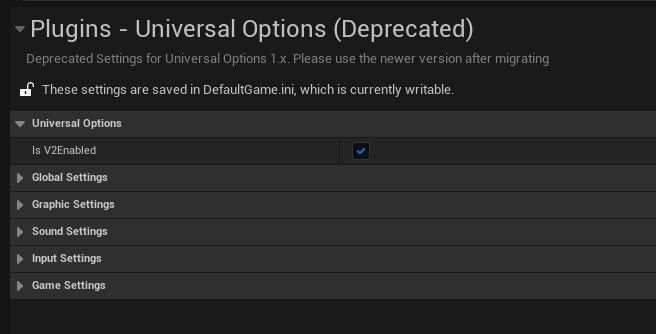 Plugins - Universal Options (Deprecated)
Deprecated Settings for Universal Options 1.x. Please use the newer version after migrating
These settings are saved in DefaultGame.ini, which is currently writable.
Universal Options
Is V2Enabled
Global Settings
Graphic Settings
Sound Settings
Input Settings
Game Settings